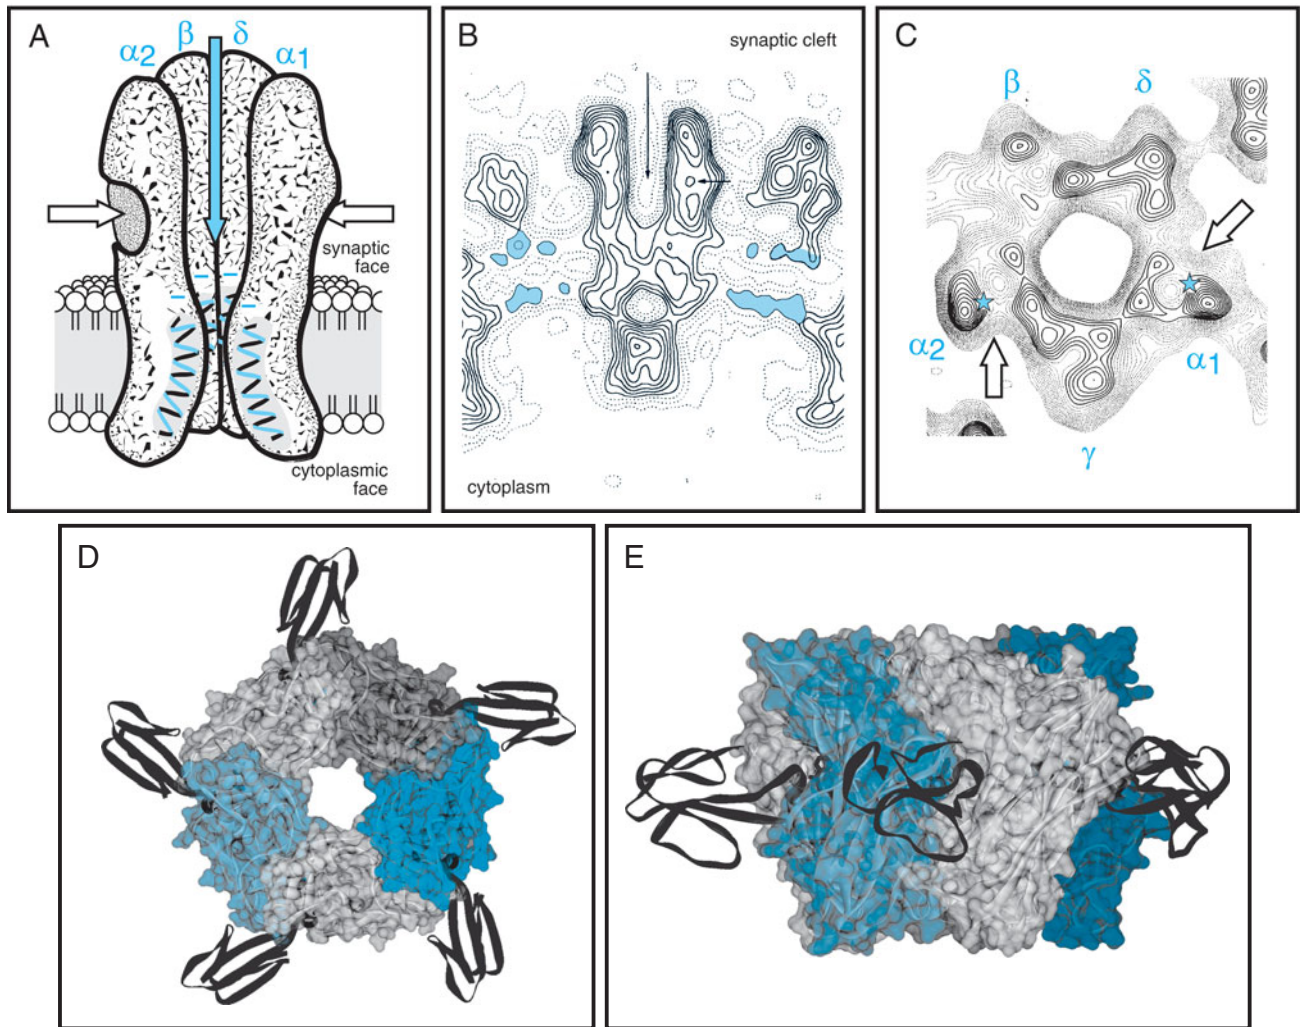 A
α2
β
δ
α1
synaptic
face
cytoplasmic
face
B
synaptic cleft
cytoplasm
C
β
δ
α2
α1
γ
D
E